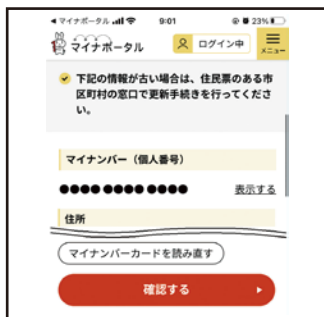 ◀マイナポータル 9:01 23%
マイナポータル ログイン中 メニュー
下記の情報が古い場合は、住民票のある市
区町村の窓口で更新手続きを行ってくださ
い。
マイナンバー（個人番号）
●●●● ●●●● ●●●● 表示する
住所
マイナンバーカードを読み直す
確認する